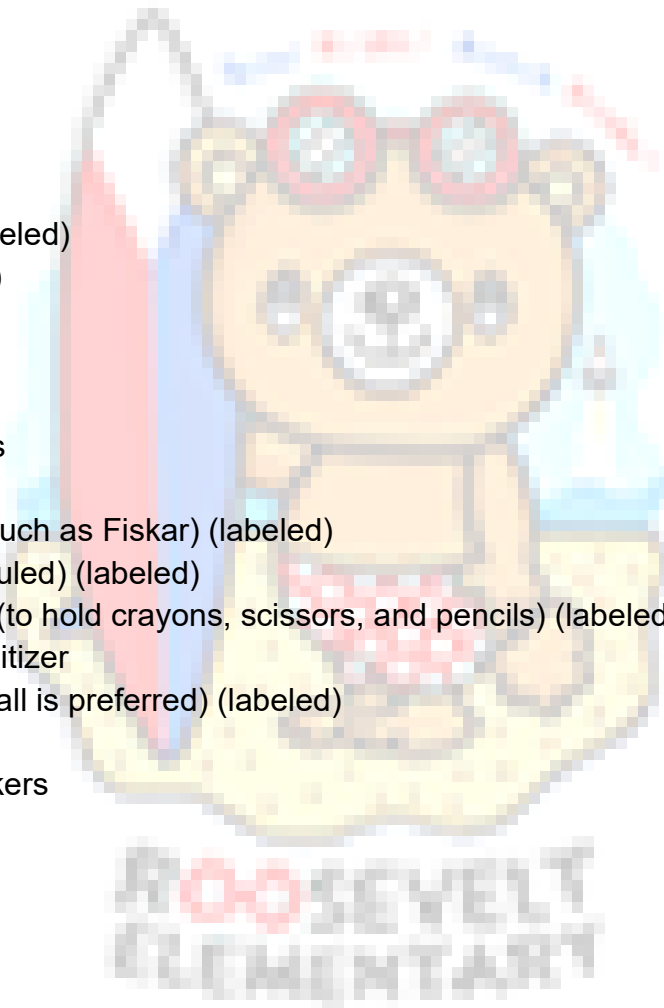 eled)
)
s
uch as Fiskar) (labeled)
uled) (labeled)
(to hold crayons, scissors, and pencils) (labeled
itizer
all is preferred) (labeled)
kers
ROOSEVELT
ELEMENTARY